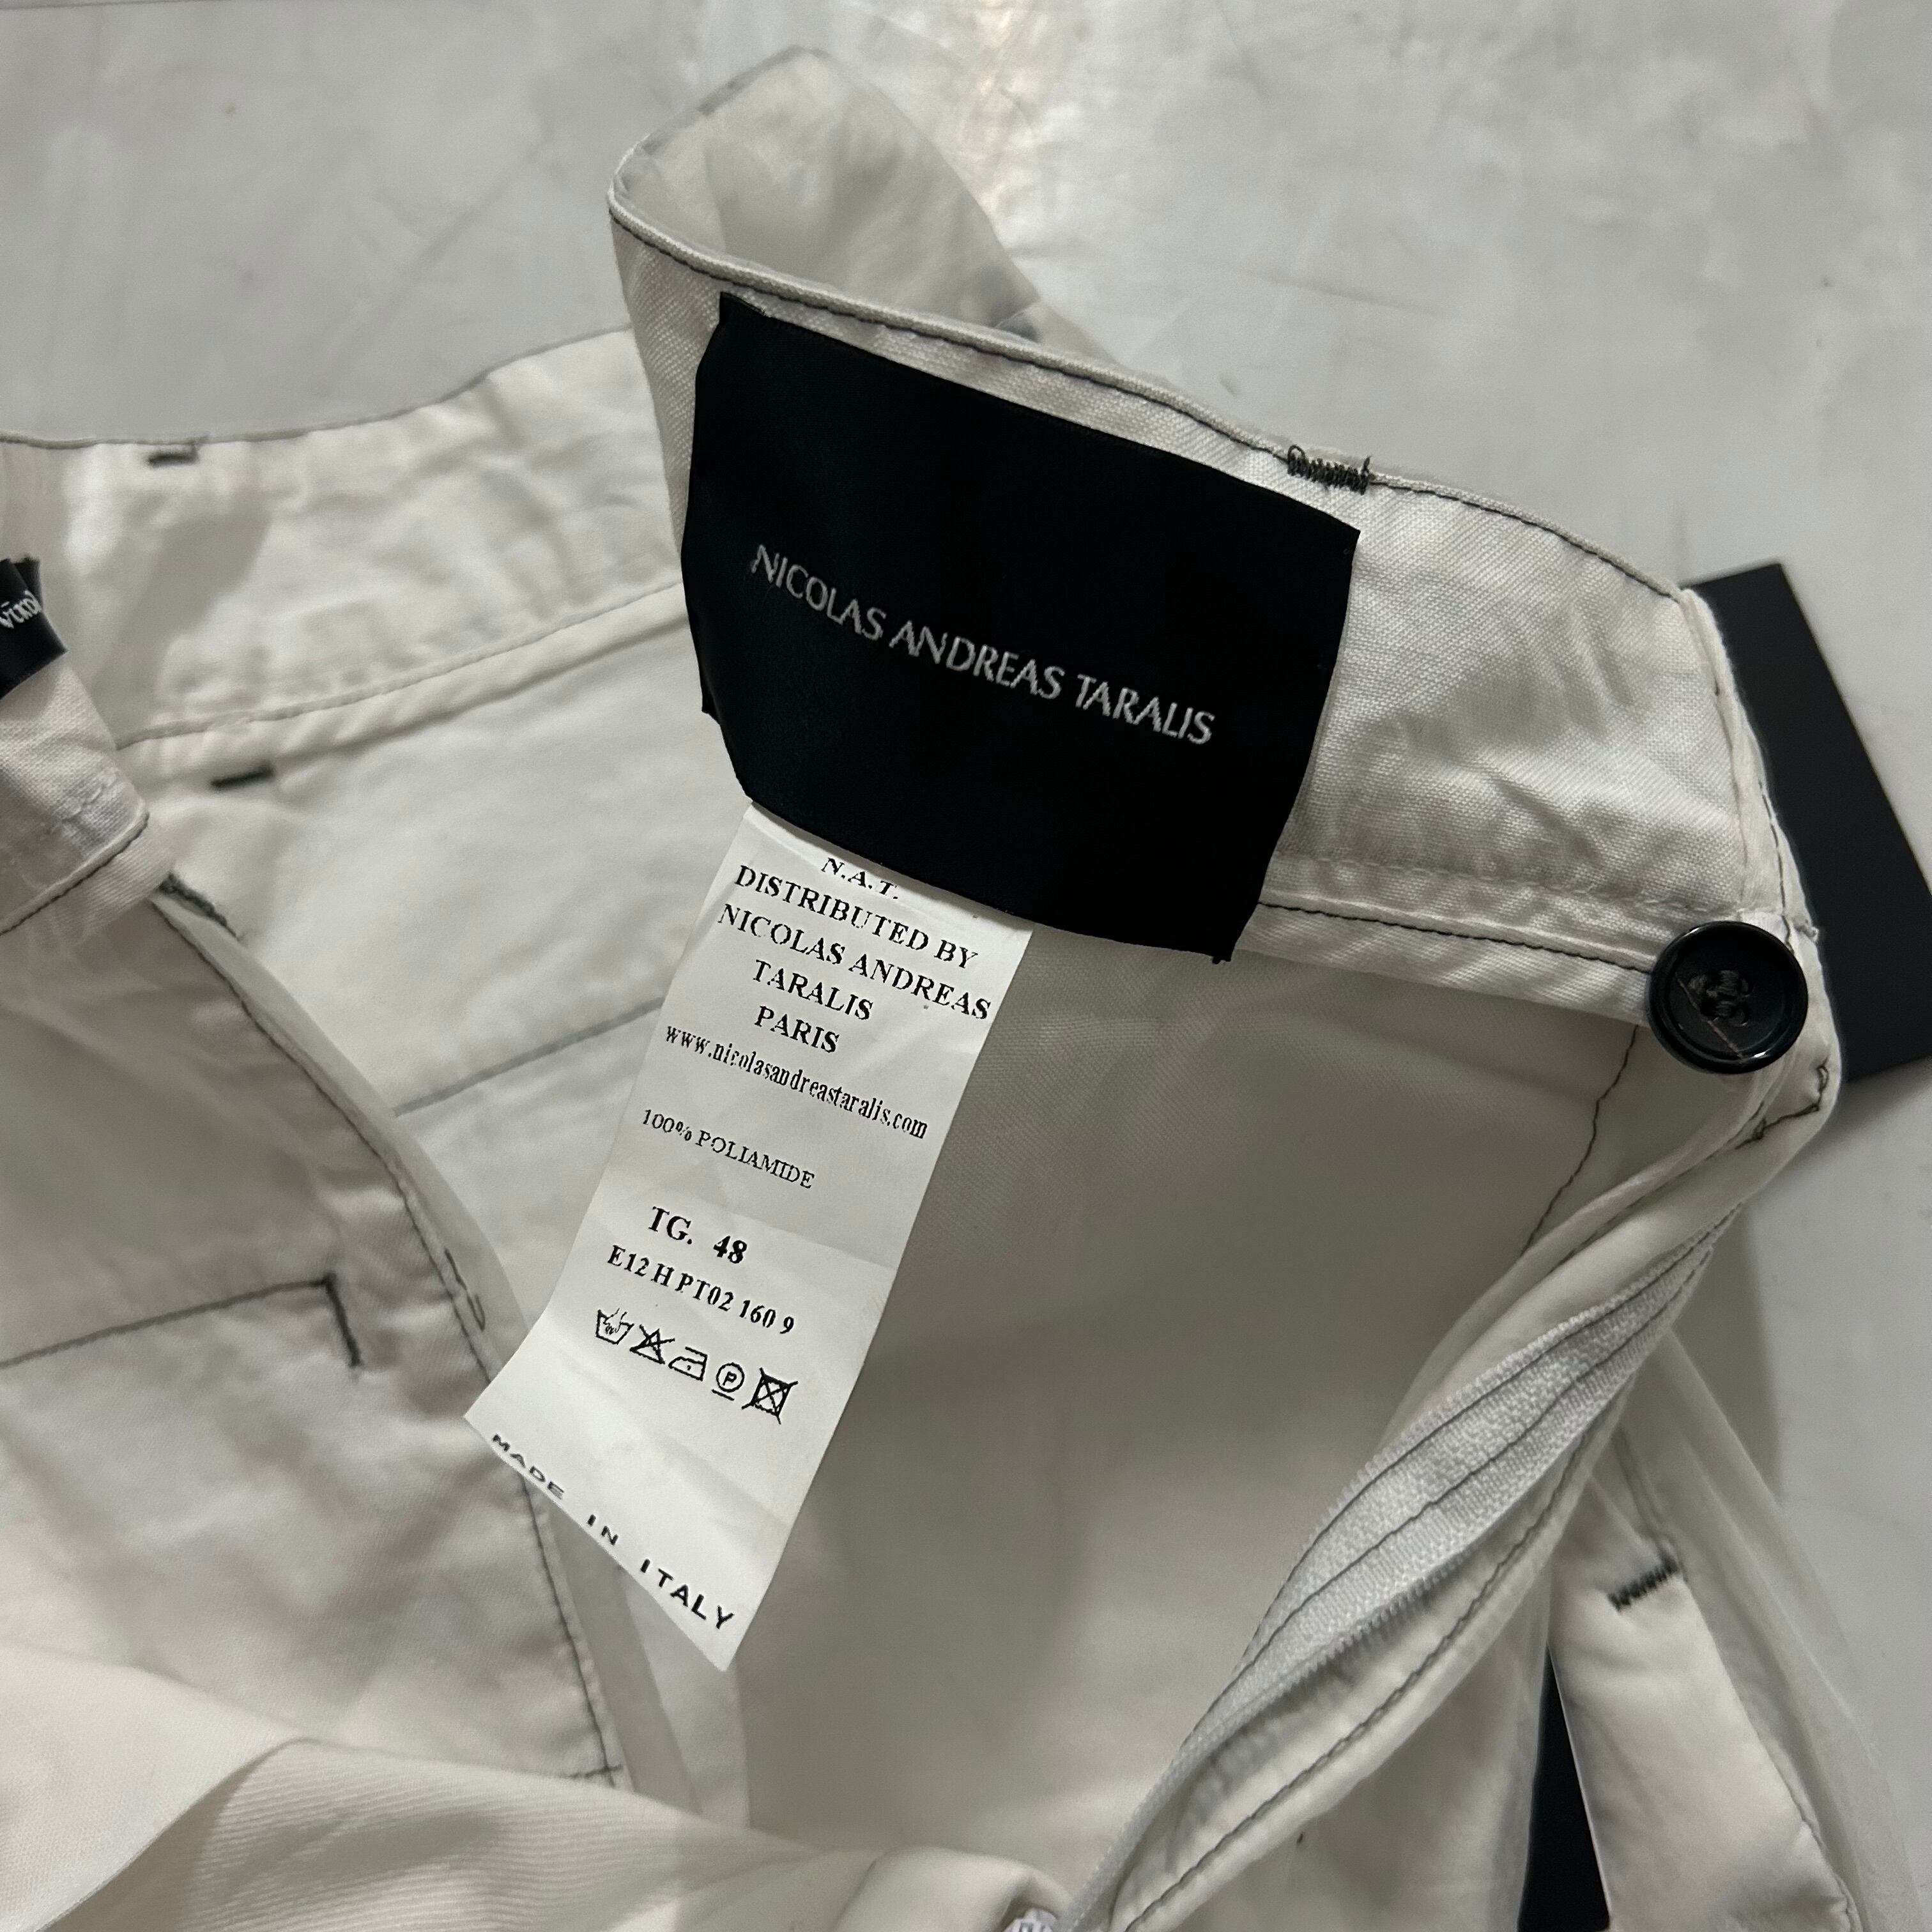 NICOLAS ANDREAS TARALIS
N.A.T.
DISTRIBUTED BY
NICOLAS ANDREAS
TARALIS
PARIS
www.nicolasandreastaralis.com
100% POLIAMIDE
TG. 48
E12 H PT02 160 9
P
MADE IN ITALY